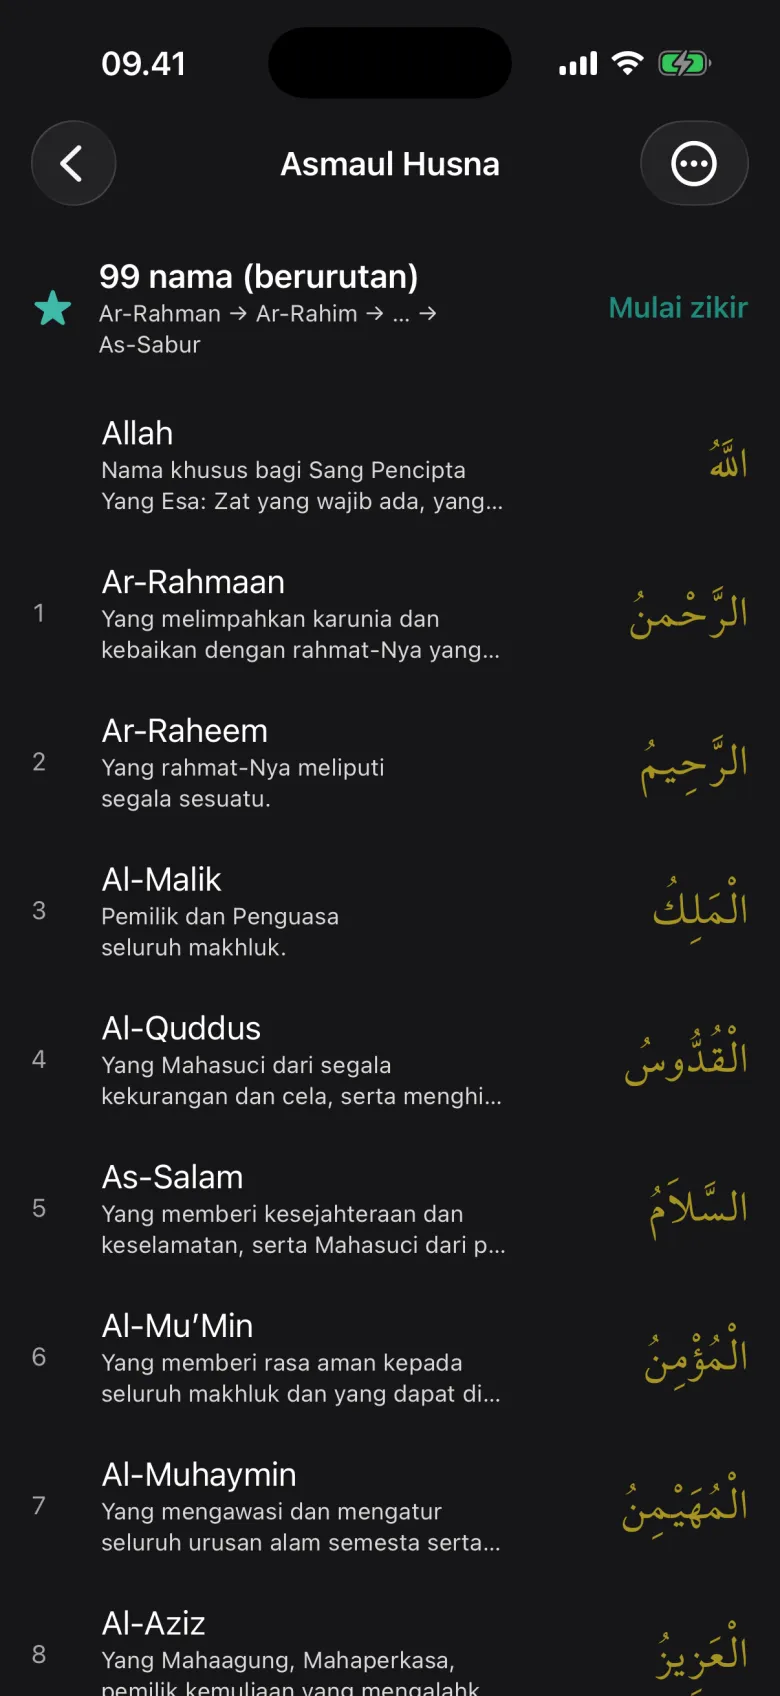 09.41
Asmaul Husna
99 nama (berurutan)
Ar-Rahman → Ar-Rahim → ... →
As-Sabur
Mulai zikir
Allah
Nama khusus bagi Sang Pencipta
Yang Esa: Zat yang wajib ada, yang...
اللَّهُ
1
Ar-Rahmaan
Yang melimpahkan karunia dan
kebaikan dengan rahmat-Nya yang...
الرَّحْمنُ
2
Ar-Raheem
Yang rahmat-Nya meliputi
segala sesuatu.
الرَّحِيمُ
3
Al-Malik
Pemilik dan Penguasa
seluruh makhluk.
الْمَلِكُ
4
Al-Quddus
Yang Mahasuci dari segala
kekurangan dan cela, serta menghi...
الْقُدُّوسُ
5
As-Salam
Yang memberi kesejahteraan dan
keselamatan, serta Mahasuci dari p...
السَّلاَمُ
6
Al-Mu’Min
Yang memberi rasa aman kepada
seluruh makhluk dan yang dapat di...
الْمُؤْمِنُ
7
Al-Muhaymin
Yang mengawasi dan mengatur
seluruh urusan alam semesta serta...
الْمُهَيْمِنُ
8
Al-Aziz
Yang Mahaagung, Mahaperkasa,
pemilik kemuliaan yang mengalahk
الْعَزِيزُ